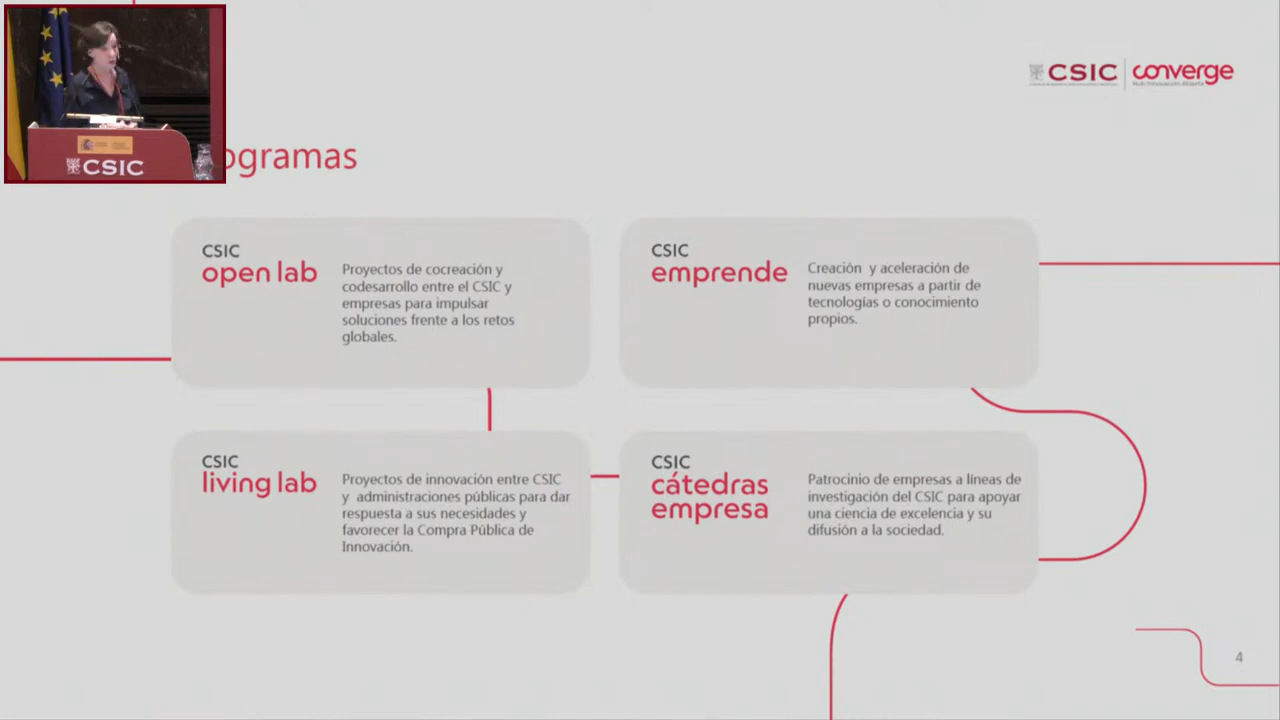 CSIC
CSIC converge
ogramas
CSIC
open lab
Proyectos de cocreación y
codesarrollo entre el CSIC y
empresas para impulsar
soluciones frente a los retos
globales.
CSIC
emprende
Creación y aceleración de
nuevas empresas a partir de
tecnologías o conocimiento
propios.
CSIC
living lab
Proyectos de innovación entre CSIC
y administraciones públicas para dar
respuesta a sus necesidades y
favorecer la Compra Pública de
Innovación.
CSIC
cátedras
empresa
Patrocinio de empresas a líneas de
investigación del CSIC para apoyar
una ciencia de excelencia y su
difusión a la sociedad.
4